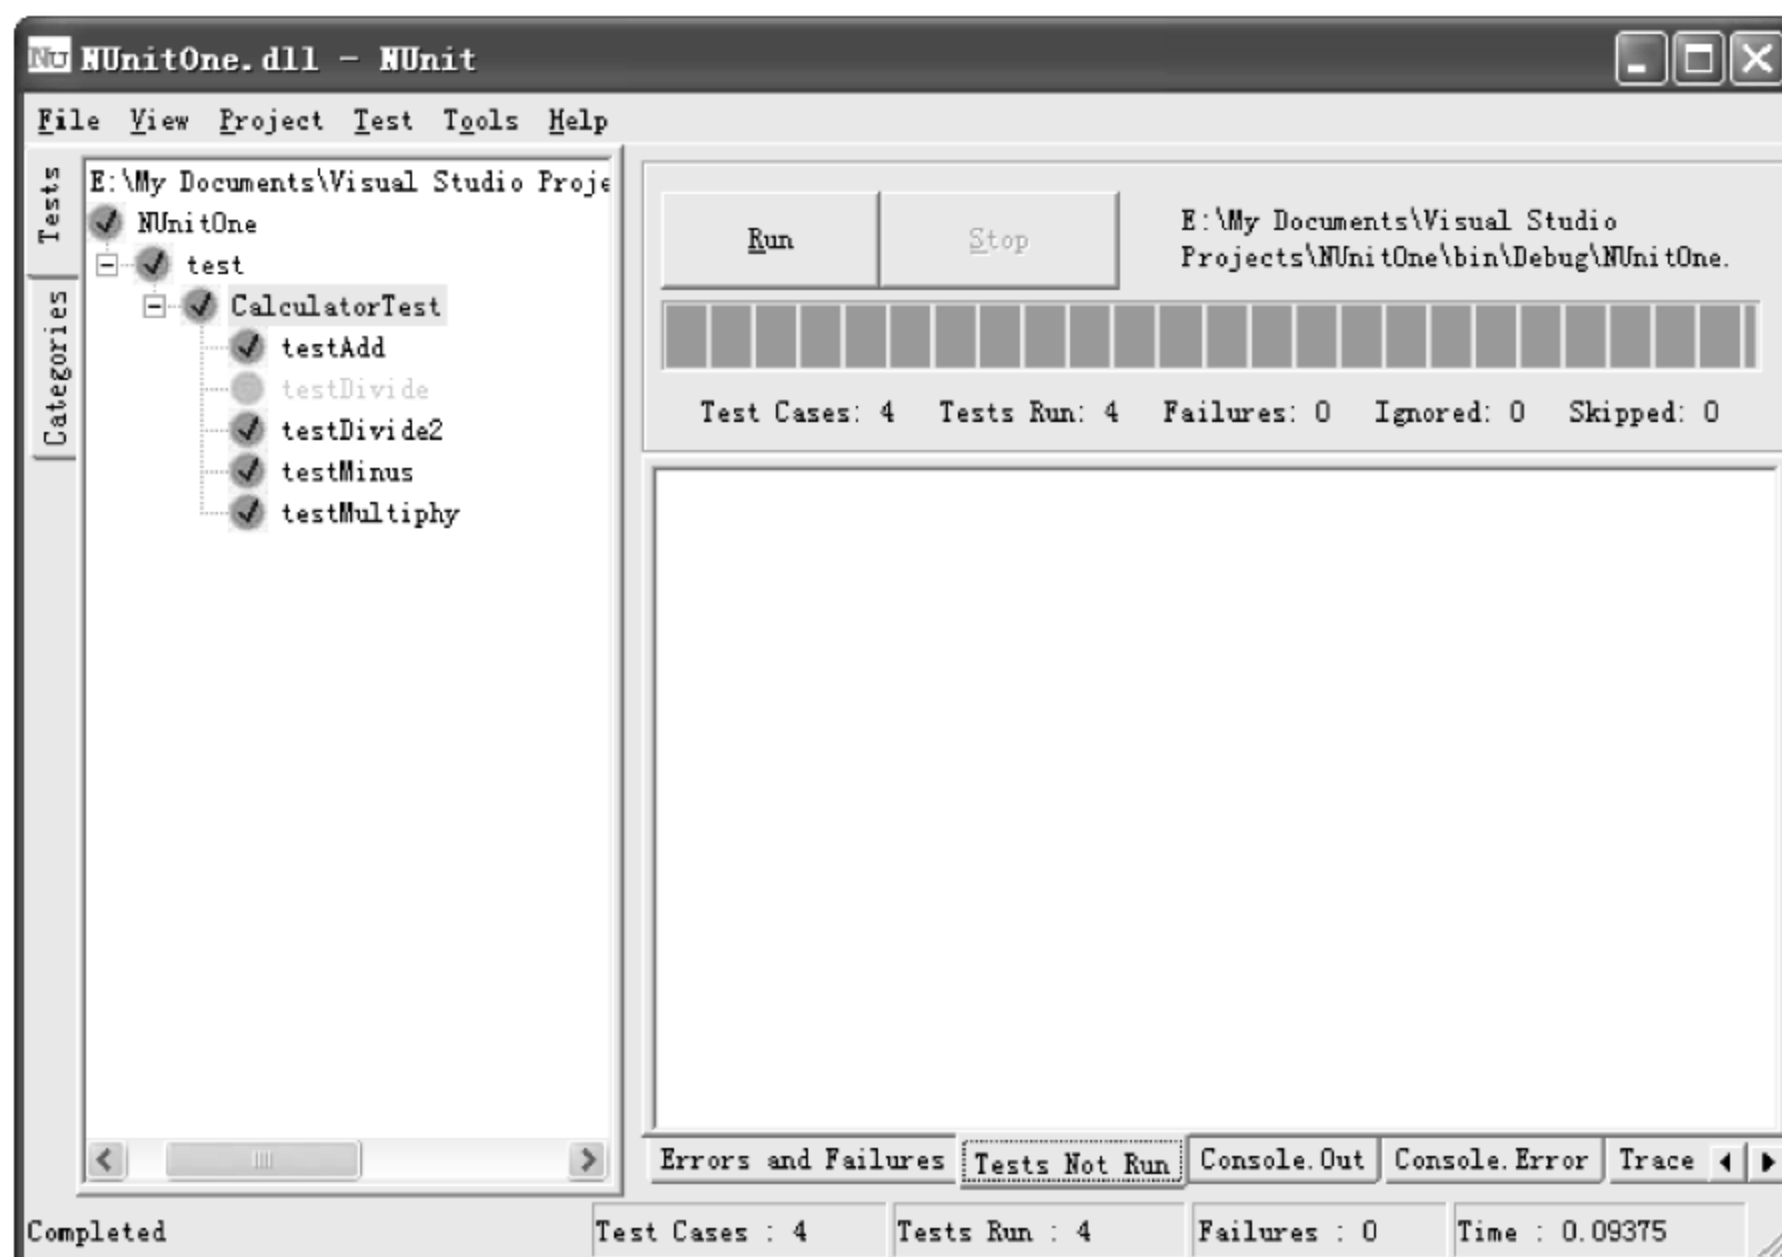 NUnitOne.dll - NUnit
File View Project Test Tools Help
Tests
Categories
E:\My Documents\Visual Studio Proje
NUnitOne
test
CalculatorTest
testAdd
testDivide
testDivide2
testMinus
testMultiphy
Run Stop
E:\My Documents\Visual Studio
Projects\NUnitOne\bin\Debug\NUnitOne.
Test Cases: 4 Tests Run: 4 Failures: 0 Ignored: 0 Skipped: 0
Errors and Failures Tests Not Run Console.Out Console.Error Trace
Completed Test Cases : 4 Tests Run : 4 Failures : 0 Time : 0.09375